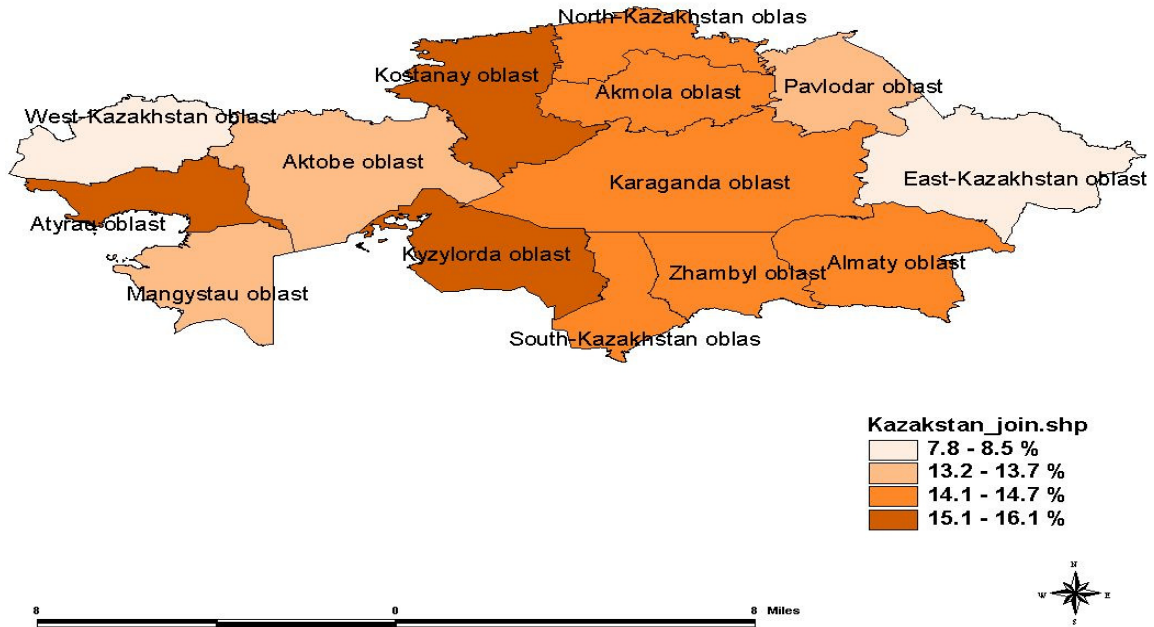 North-Kazakhstan oblas
Kostanay oblast
Akmola oblast
Pavlodar oblast
West-Kazakhstan oblast
Aktobe oblast
Karaganda oblast
East-Kazakhstan oblast
Atyrau oblast
Kyzylorda oblast
Zhambyl oblast
Almaty oblast
Mangystau oblast
South-Kazakhstan oblas
Kazakstan_join.shp
7.8 - 8.5 %
13.2 - 13.7 %
14.1 - 14.7 %
15.1 - 16.1 %
N
W E
S
8 0 8 Miles